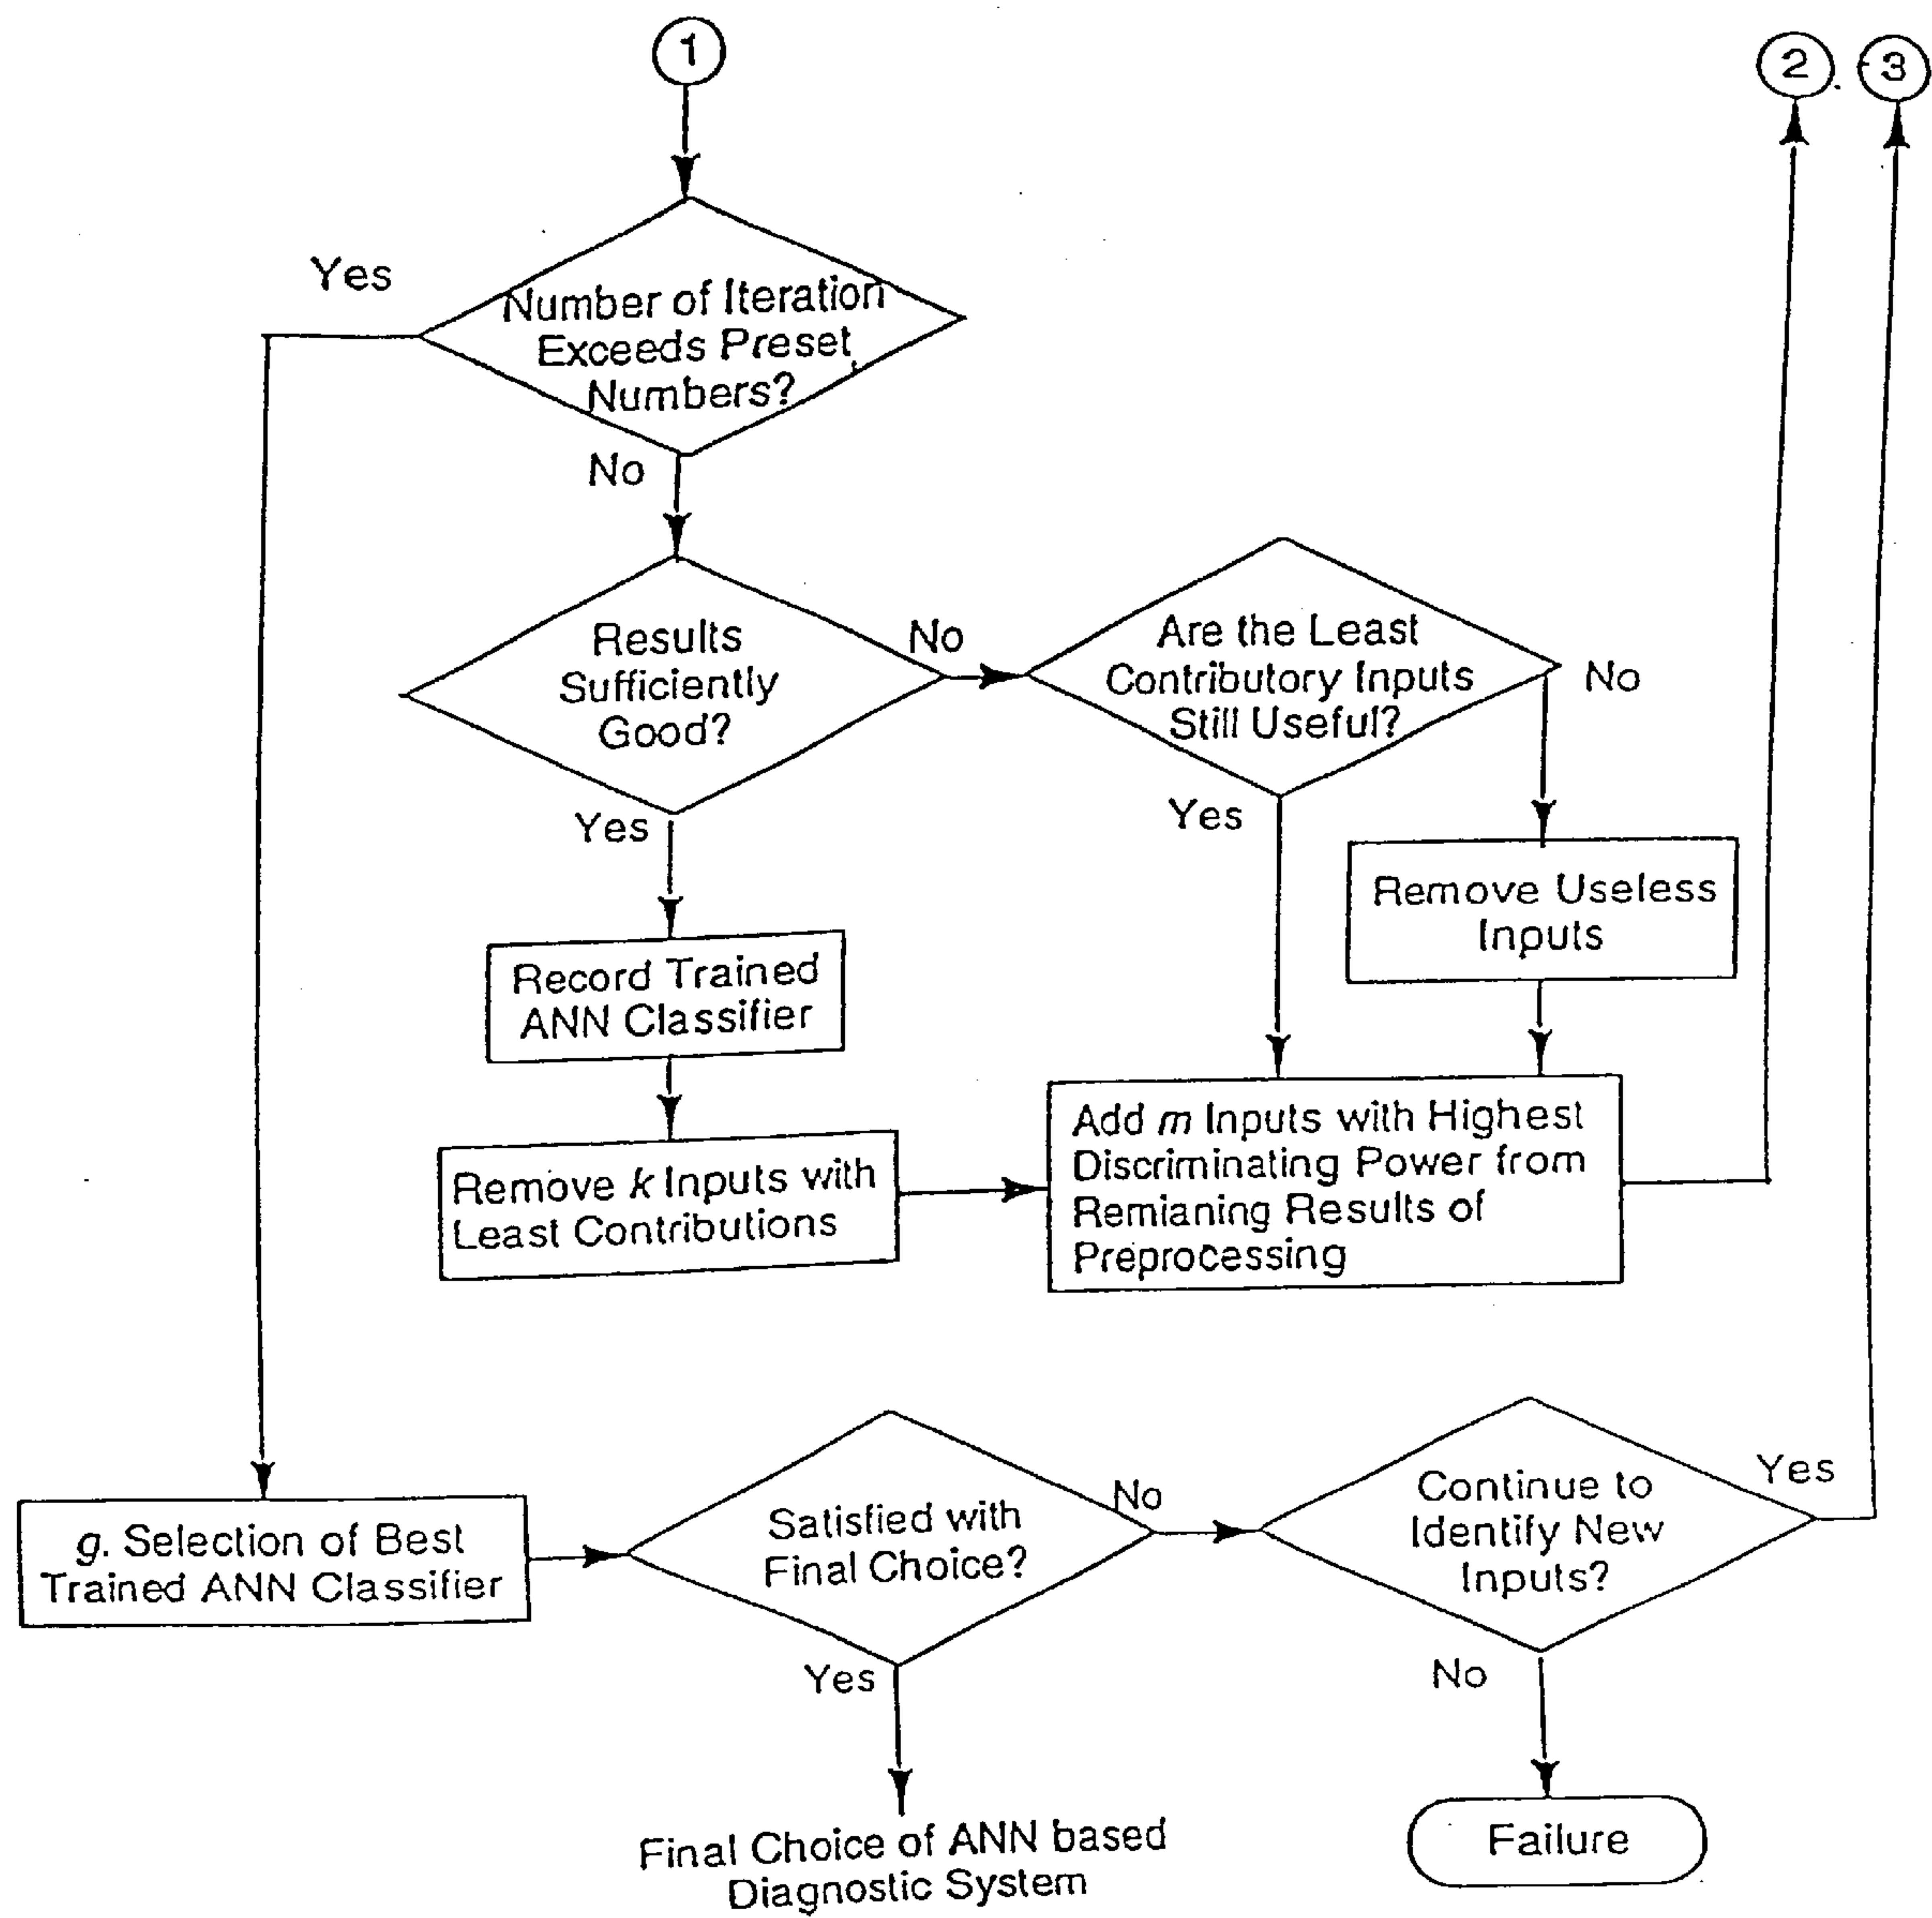 1
2
3
Yes
Number of Iteration
Exceeds Preset
Numbers?
No
Results
Sufficiently
Good?
No
Are the Least
Contributory Inputs
Still Useful?
No
Yes
Yes
Remove Useless
Inputs
Record Trained
ANN Classifier
Remove k Inputs with
Least Contributions
Add m Inputs with Highest
Discriminating Power from
Remianing Results of
Preprocessing
g. Selection of Best
Trained ANN Classifier
Satisfied with
Final Choice?
No
Continue to
Identify New
Inputs?
Yes
Yes
No
Final Choice of ANN based
Diagnostic System
Failure